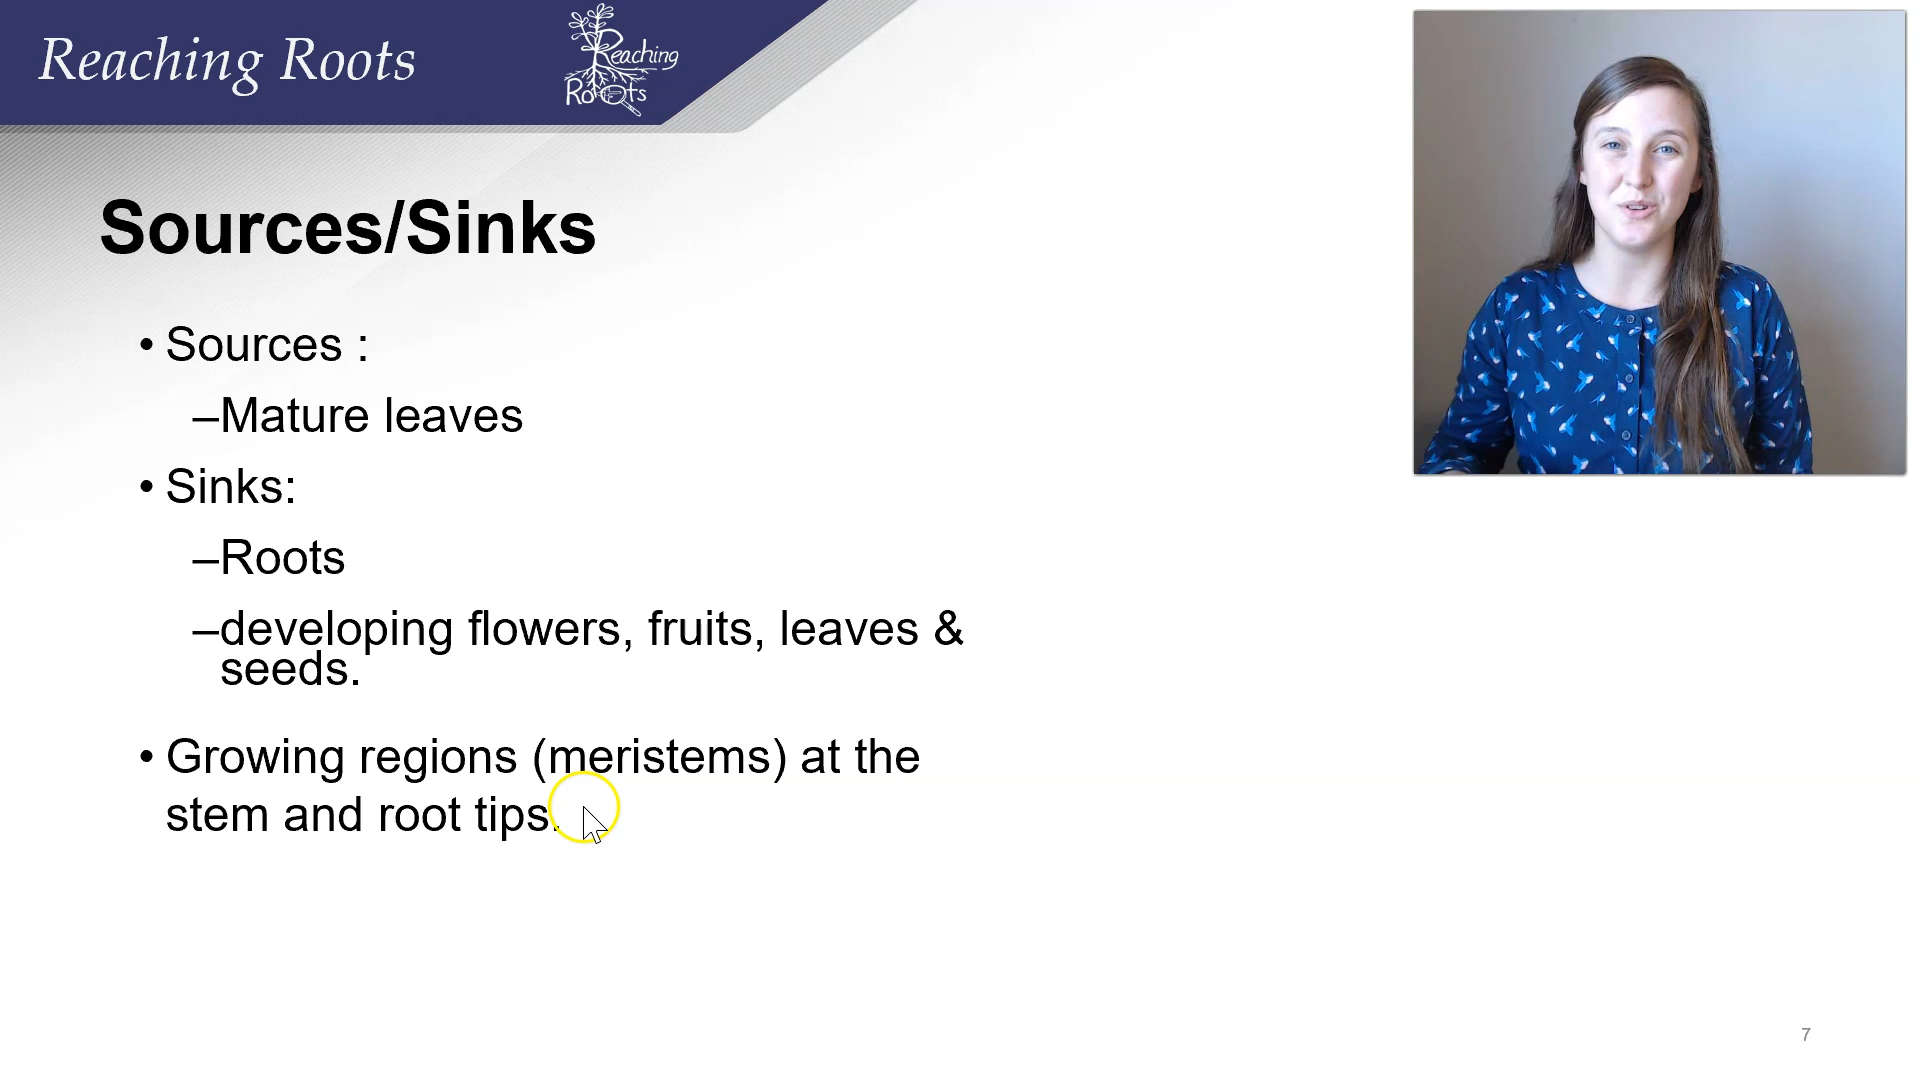 Reaching Roots
Reaching
Roots
Sources/Sinks
• Sources :
–Mature leaves
• Sinks:
–Roots
–developing flowers, fruits, leaves &
seeds.
• Growing regions (meristems) at the
stem and root tips.
7